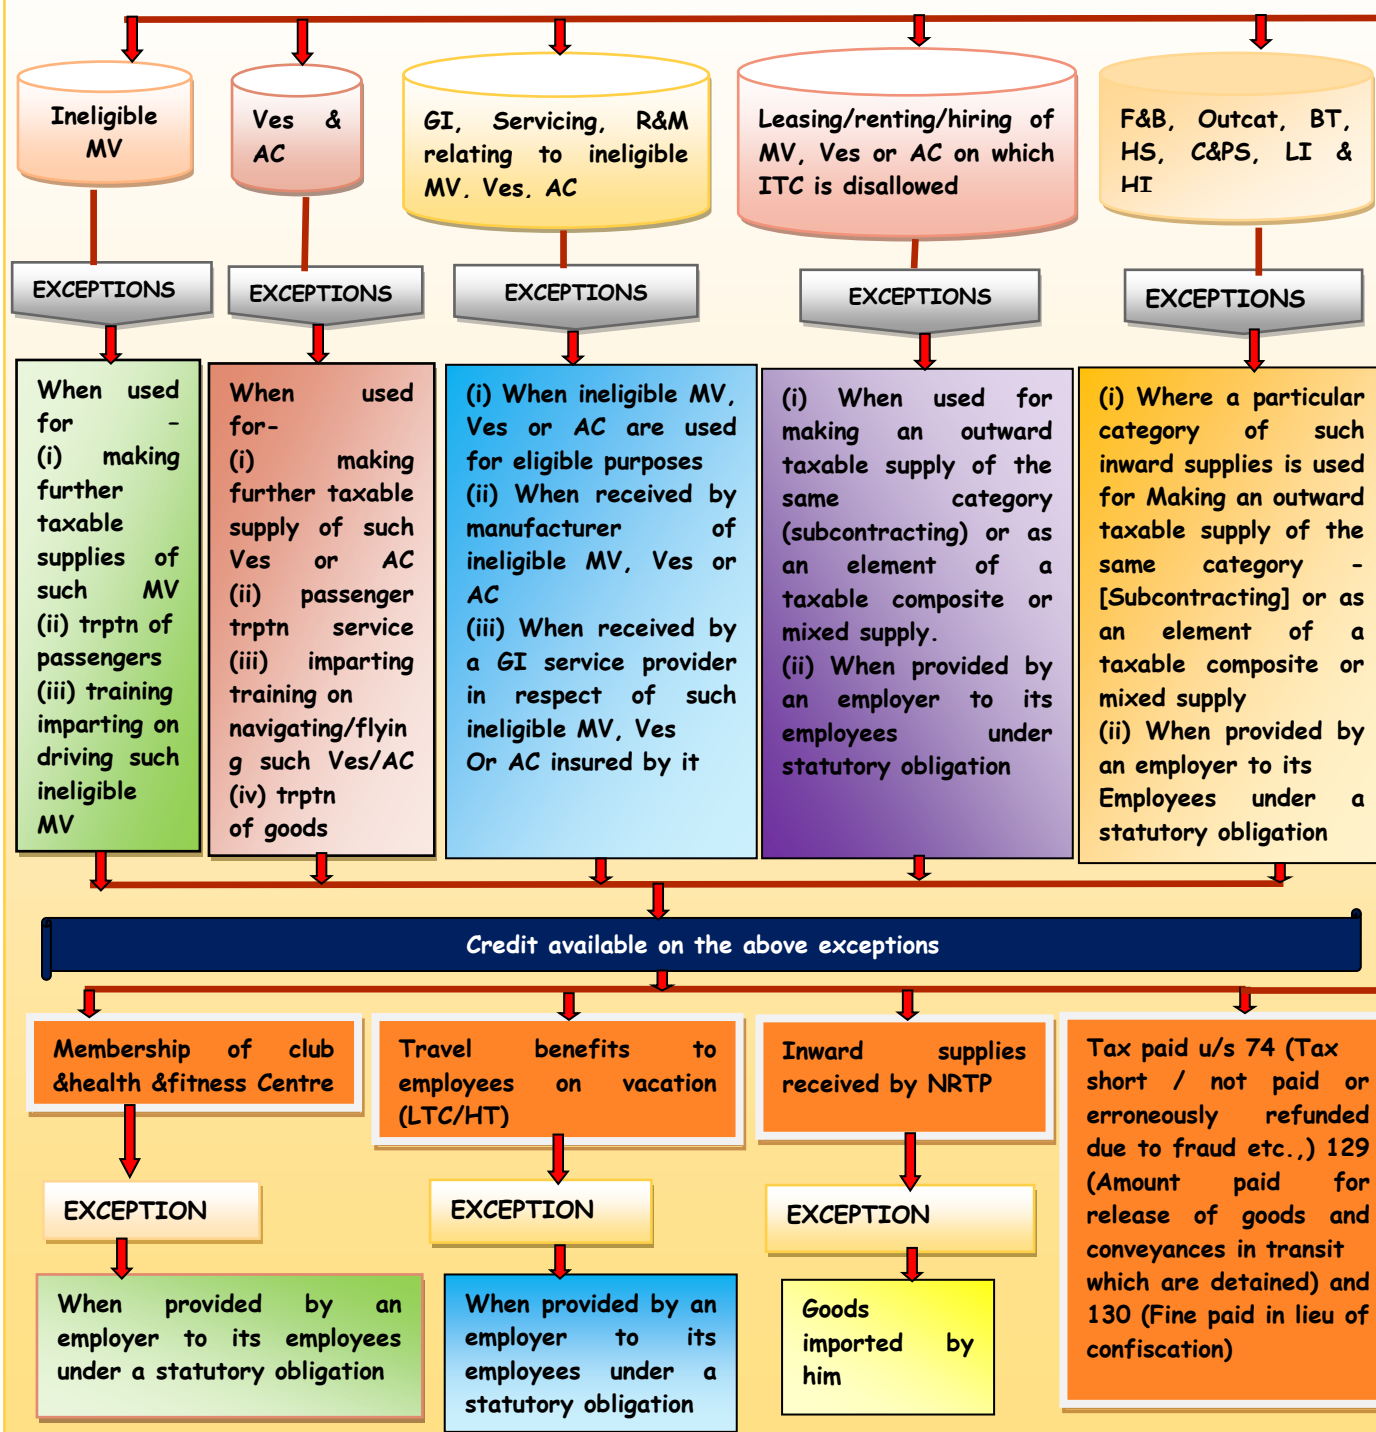 Ineligible
MV
Ves &
AC
GI, Servicing, R&M
relating to ineligible
MV, Ves, AC
Leasing/renting/hiring of
MV, Ves or AC on which
ITC is disallowed
F&B, Outcat, BT,
HS, C&PS, LI &
HI
EXCEPTIONS
EXCEPTIONS
EXCEPTIONS
EXCEPTIONS
EXCEPTIONS
When used
for –
(i) making
further
taxable
supplies of
such MV
(ii) trptn of
passengers
(iii) training
imparting on
driving such
ineligible
MV
When used
for-
(i) making
further taxable
supply of such
Ves or AC
(ii) passenger
trptn service
(iii) imparting
training on
navigating/flyin
g such Ves/AC
(iv) trptn
of goods
(i) When ineligible MV,
Ves or AC are used
for eligible purposes
(ii) When received by
manufacturer of
ineligible MV, Ves or
AC
(iii) When received by
a GI service provider
in respect of such
ineligible MV, Ves
Or AC insured by it
(i) When used for
making an outward
taxable supply of the
same category
(subcontracting) or as
an element of a
taxable composite or
mixed supply.
(ii) When provided by
an employer to its
employees under
statutory obligation
(i) Where a particular
category of such
inward supplies is used
for Making an outward
taxable supply of the
same category -
[Subcontracting] or as
an element of a
taxable composite or
mixed supply
(ii) When provided by
an employer to its
Employees under a
statutory obligation
Credit available on the above exceptions
Membership of club
&health &fitness Centre
Travel benefits to
employees on vacation
(LTC/HT)
Inward supplies
received by NRTP
Tax paid u/s 74 (Tax
short / not paid or
erroneously refunded
due to fraud etc.,) 129
(Amount paid for
release of goods and
conveyances in transit
which are detained) and
130 (Fine paid in lieu of
confiscation)
EXCEPTION
EXCEPTION
EXCEPTION
When provided by an
employer to its employees
under a statutory obligation
When provided by an
employer to its
employees under a
statutory obligation
Goods
imported by
him